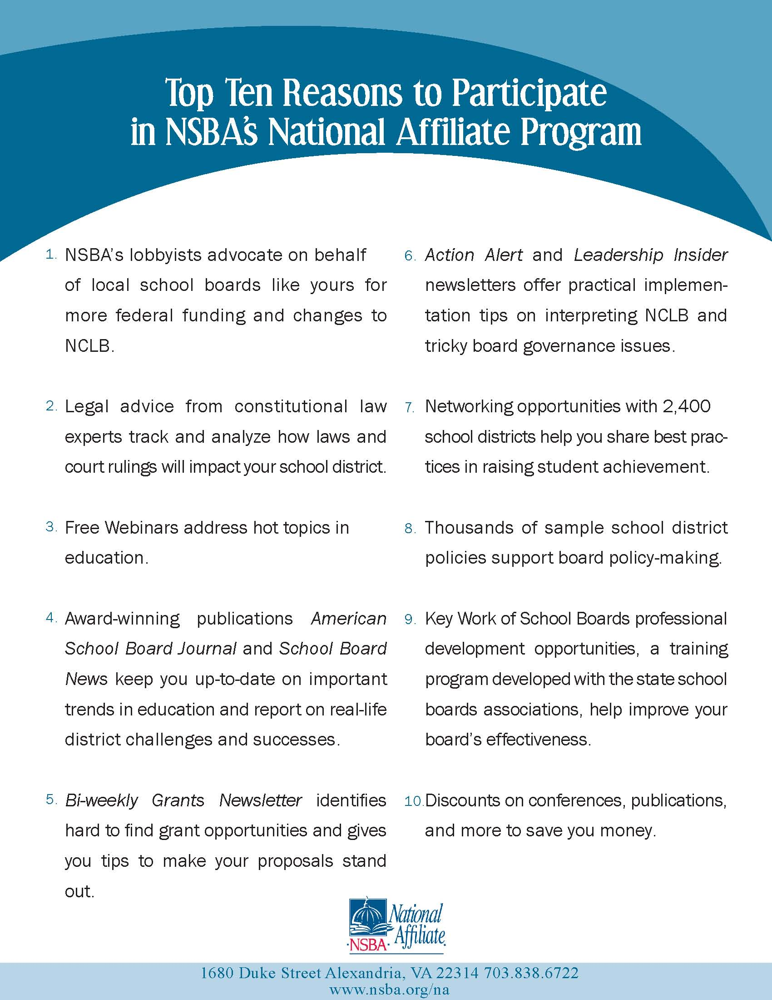 Top Ten Reasons to Participate
in NSBA's National Affiliate Program
1. NSBA's lobbyists advocate on behalf
of local school boards like yours for
more federal funding and changes to
NCLB.
2. Legal advice from constitutional law
experts track and analyze how laws and
court rulings will impact your school district.
3. Free Webinars address hot topics in
education.
4. Award-winning publications American
School Board Journal and School Board
News keep you up-to-date on important
trends in education and report on real-life
district challenges and successes.
5. Bi-weekly Grants Newsletter identifies
hard to find grant opportunities and gives
you tips to make your proposals stand
out.
6. Action Alert and Leadership Insider
newsletters offer practical implemen-
tation tips on interpreting NCLB and
tricky board governance issues.
7. Networking opportunities with 2,400
school districts help you share best prac-
tices in raising student achievement.
8. Thousands of sample school district
policies support board policy-making.
9. Key Work of School Boards professional
development opportunities, a training
program developed with the state school
boards associations, help improve your
board's effectiveness.
10. Discounts on conferences, publications,
and more to save you money.
National
Affiliate
·NSBA·
1680 Duke Street Alexandria, VA 22314 703.838.6722
www.nsba.org/na